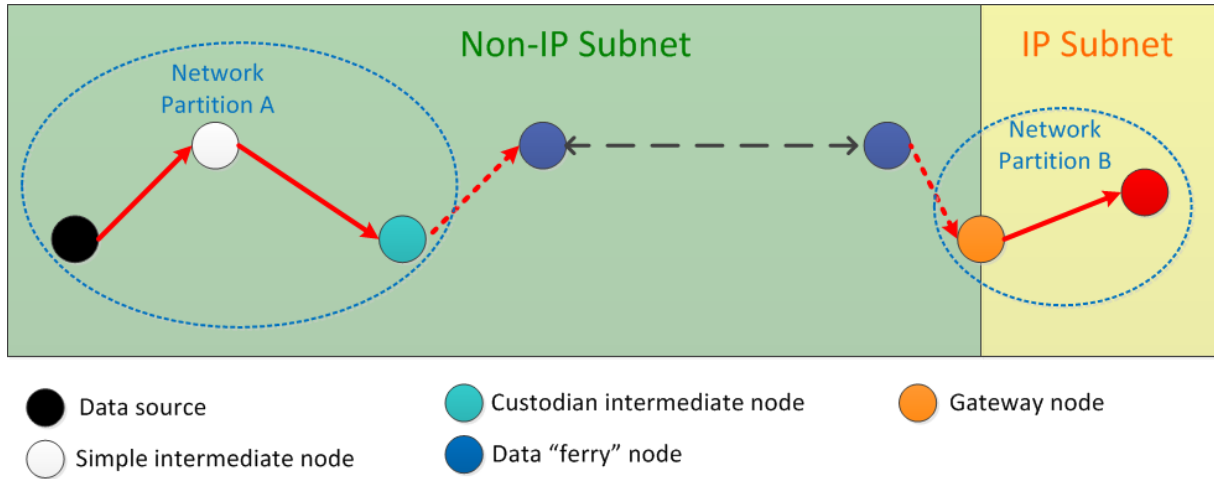 Non-IP Subnet
IP Subnet
Network
Partition A
Network
Partition B
Data source
Custodian intermediate node
Gateway node
Simple intermediate node
Data “ferry” node